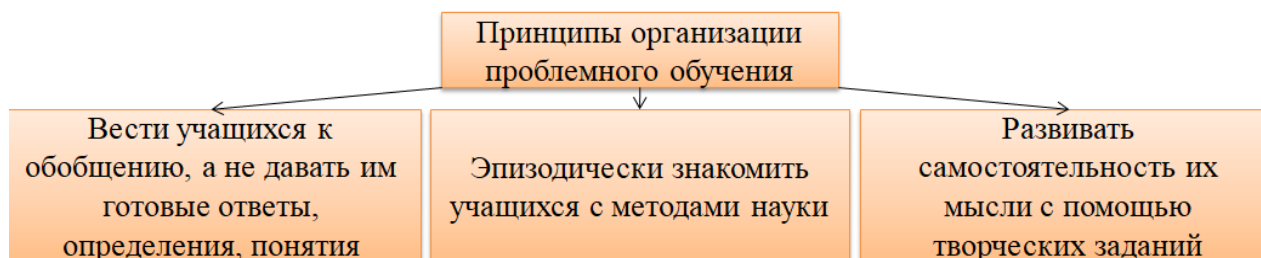 Принципы организации
проблемного обучения
Вести учащихся к
обобщению, а не давать им
готовые ответы,
определения, понятия
Эпизодически знакомить
учащихся с методами науки
Развивать
самостоятельность их
мысли с помощью
творческих заданий